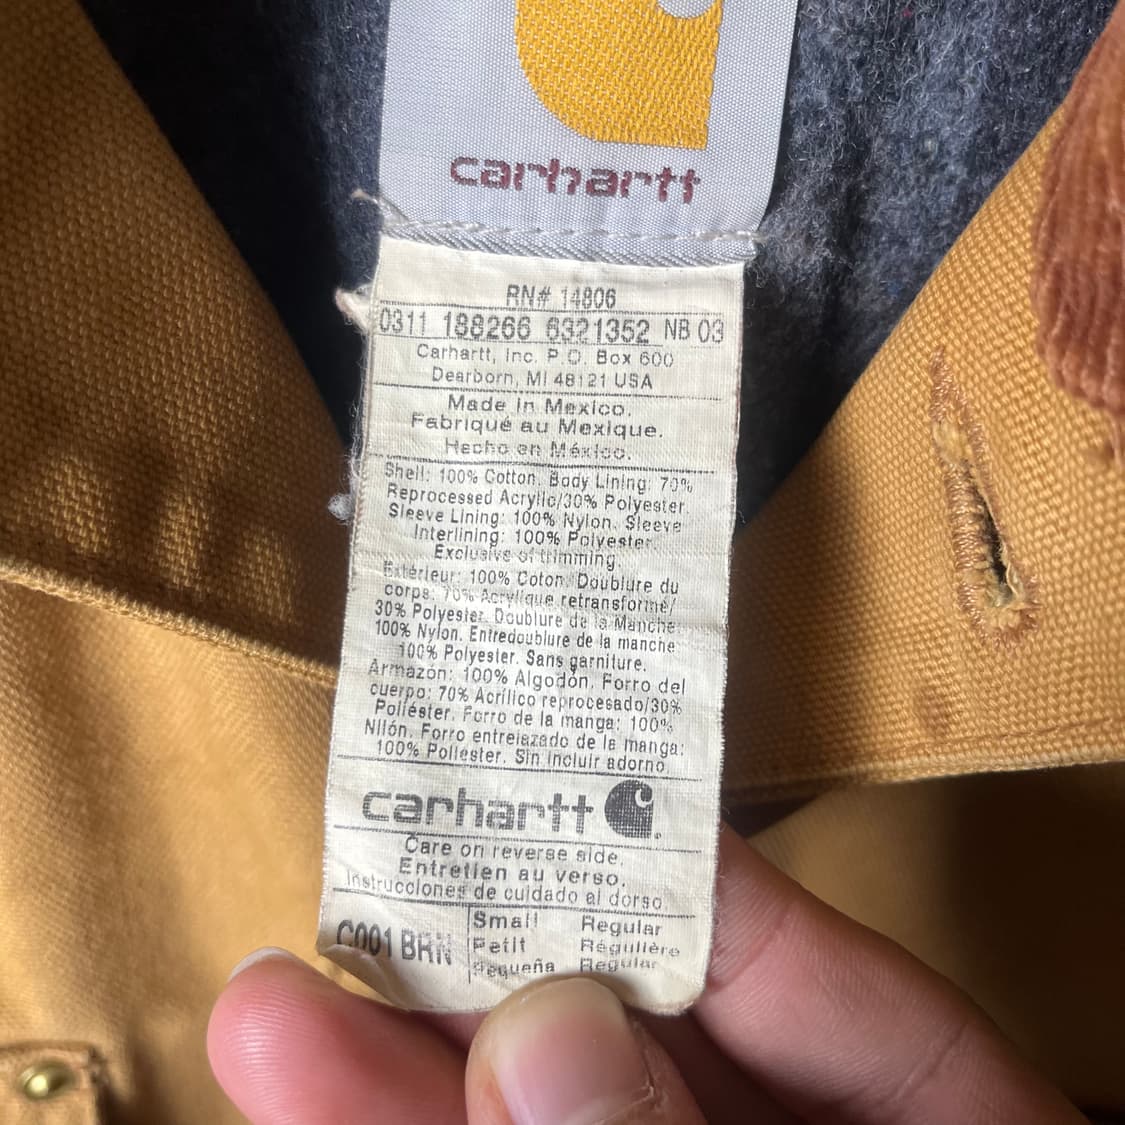 carhartt
RN# 14806
0311 188266 6321352 NB 03
Carhartt, Inc. P.O. Box 600
Dearborn, MI 48121 USA
Made in Mexico.
Fabriqué au Mexique.
Hecho en México.
Shell: 100% Cotton. Body Lining: 70%
Reprocessed Acrylic/30% Polyester.
Sleeve Lining: 100% Nylon. Sleeve
Interlining: 100% Polyester.
Exclusive of trimming.
Extérieur: 100% Coton. Doublure du
corps: 70% Acrylique retransformé/
30% Polyester. Doublure de la Manche:
100% Nylon. Entredoublure de la manche
100% Polyester. Sans garniture.
Armazón: 100% Algodón. Forro del
cuerpo: 70% Acrílico reprocesado/30%
Poliéster. Forro de la manga: 100%
Nilón. Forro entrelazado de la manga:
100% Poliester. Sin incluir adorno.
carhartt
Care on reverse side.
Entretien au verso.
Instrucciones de cuidado al dorso
C001 BRN
Small Regular
Petit Régulière
Pequeña Regular